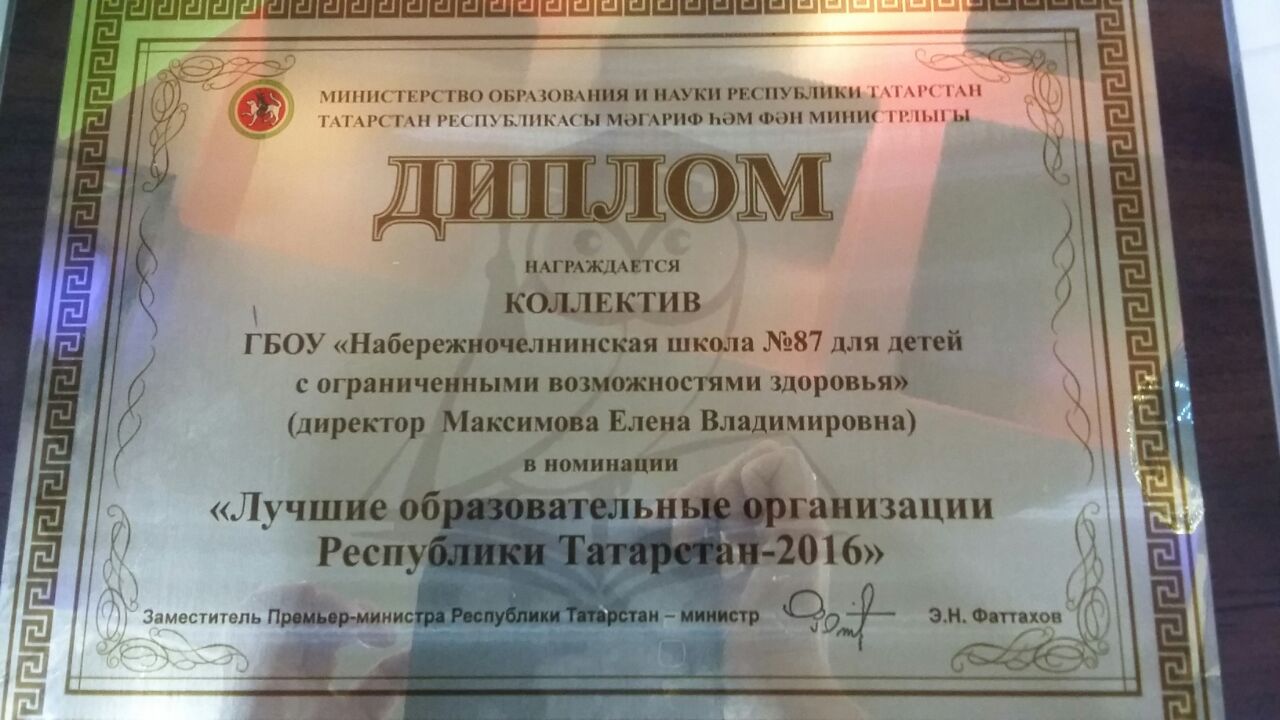 МИНИСТЕРСТВО ОБРАЗОВАНИЯ И НАУКИ РЕСПУБЛИКИ ТАТАРСТАН
ТАТАРСТАН РЕСПУБЛИКАСЫ МӘГАРИФ ҺӘМ ФӘН МИНИСТРЛЫГЫ
ДИПЛОМ
НАГРАЖДАЕТСЯ
КОЛЛЕКТИВ
ГБОУ «Набережночелнинская школа №87 для детей
с ограниченными возможностями здоровья»
(директор Максимова Елена Владимировна)
в номинации
«Лучшие образовательные организации
Республики Татарстан-2016»
Заместитель Премьер-министра Республики Татарстан – министр Э.Н. Фаттахов